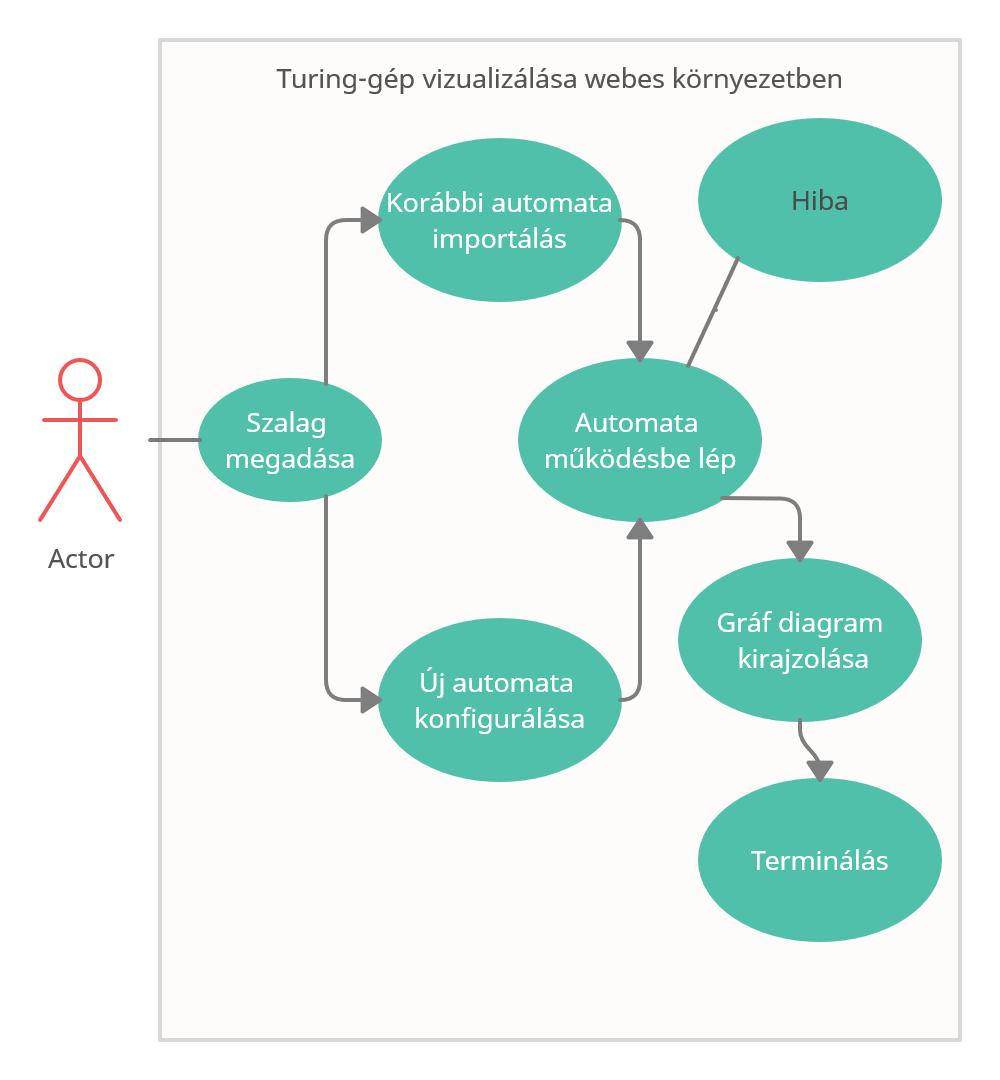 Turing-gép vizualizálása webes környezetben
Korábbi automata
importálás
Hiba
Szalag
megadása
Automata
működésbe lép
Actor
Gráf diagram
kirajzolása
Új automata
konfigurálása
Terminálás